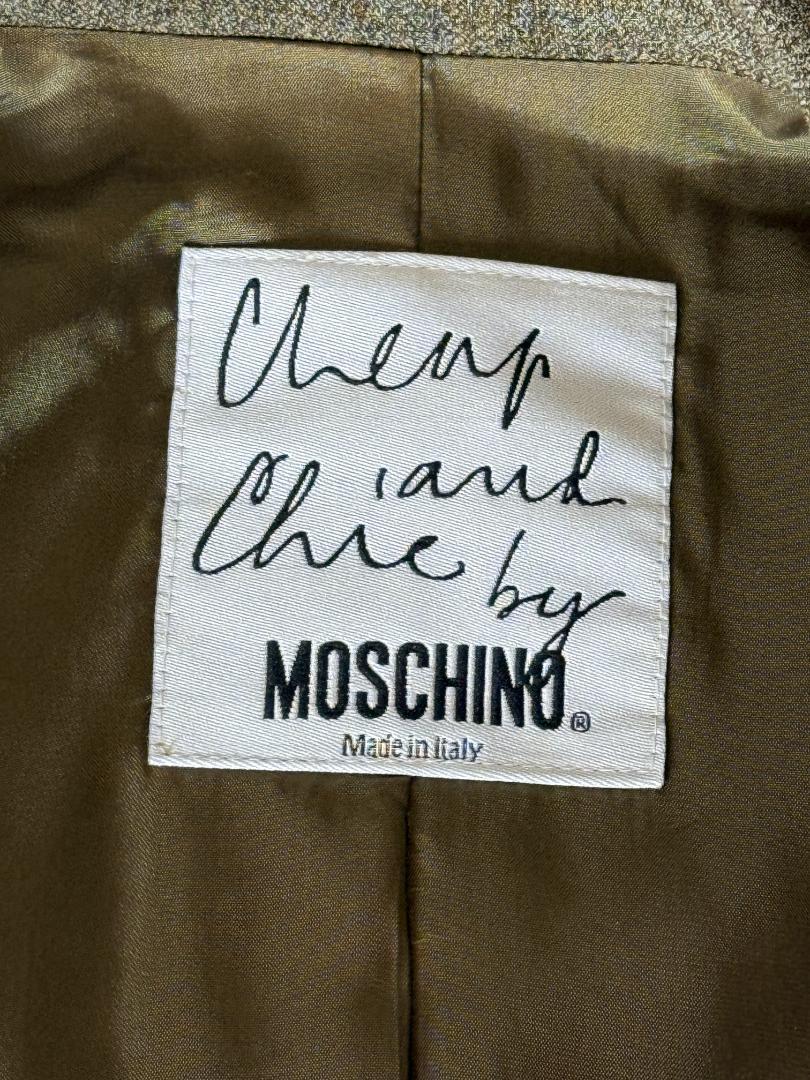 Cheap
and
Chic by
MOSCHINO®
Made in Italy